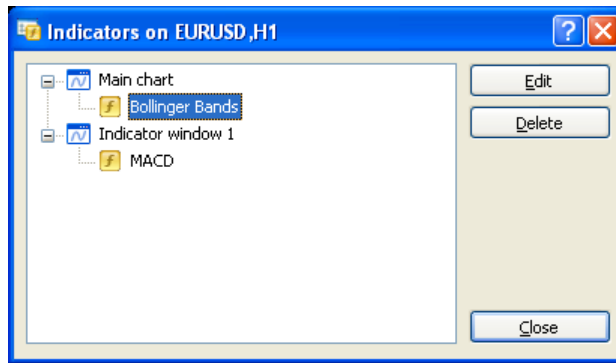 Indicators on EURUSD,H1
Main chart
Bollinger Bands
Indicator window 1
MACD
Edit
Delete
Close